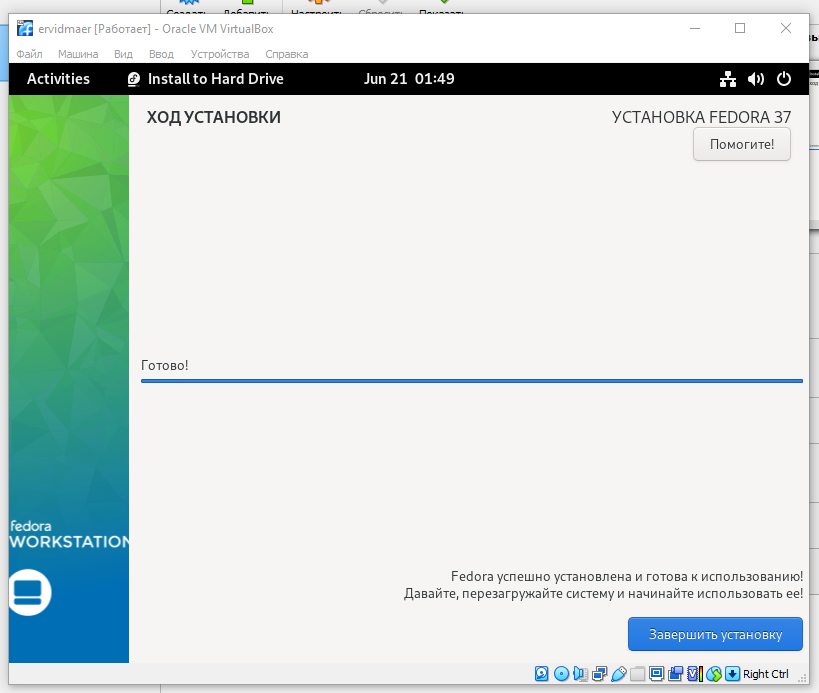 ervidmaer [Работает] - Oracle VM VirtualBox
Файл Машина Вид Ввод Устройства Справка
Activities Install to Hard Drive Jun 21 01:49
ХОД УСТАНОВКИ
УСТАНОВКА FEDORA 37
Помогите!
Готово!
fedora
WORKSTATION
Fedora успешно установлена и готова к использованию!
Давайте, перезагружайте систему и начинайте использовать ее!
Завершить установку
Right Ctrl